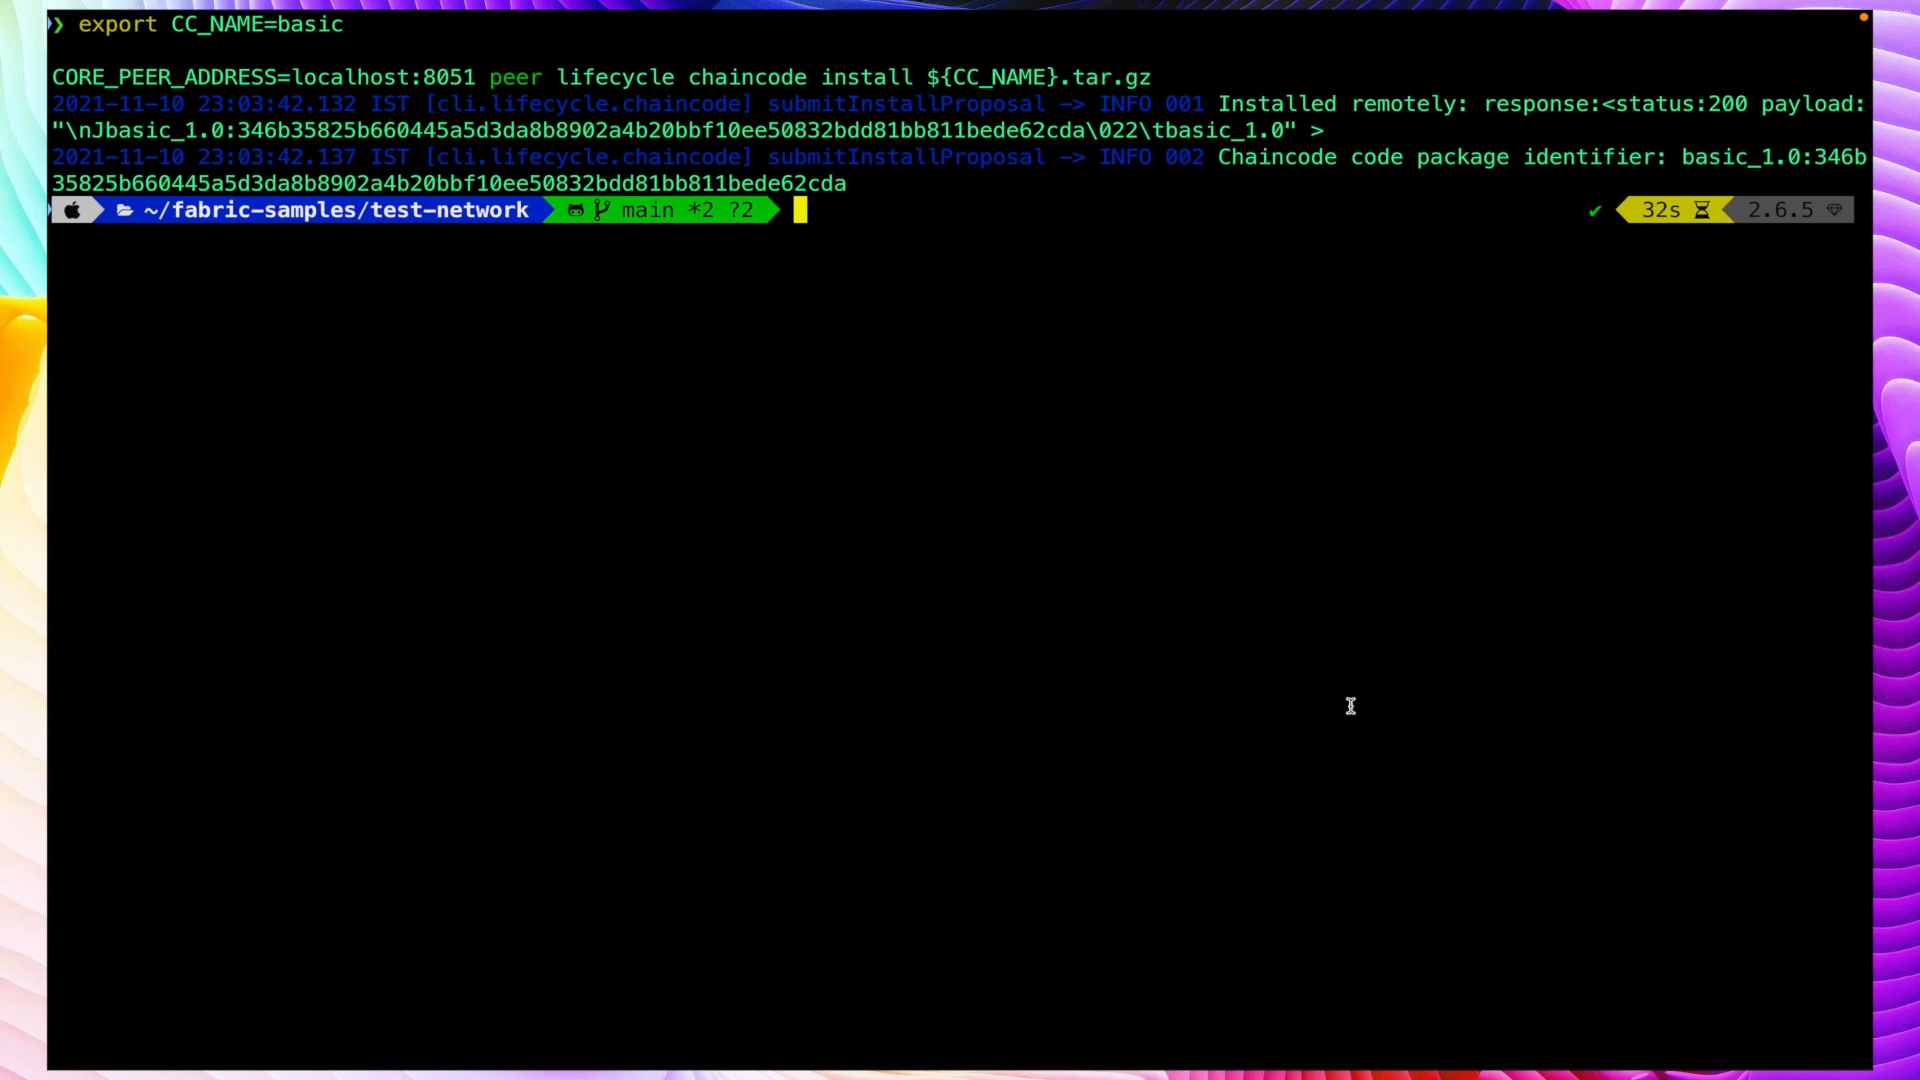 ❯ export CC_NAME=basic
CORE_PEER_ADDRESS=localhost:8051 peer lifecycle chaincode install ${CC_NAME}.tar.gz
2021-11-10 23:03:42.132 IST [cli.lifecycle.chaincode] submitInstallProposal -> INFO 001 Installed remotely: response:<status:200 payload:
"\nJbasic_1.0:346b35825b660445a5d3da8b8902a4b20bbf10ee50832bdd81bb811bede62cda\022\tbasic_1.0" >
2021-11-10 23:03:42.137 IST [cli.lifecycle.chaincode] submitInstallProposal -> INFO 002 Chaincode code package identifier: basic_1.0:346b
35825b660445a5d3da8b8902a4b20bbf10ee50832bdd81bb811bede62cda
~/fabric-samples/test-network main *2 ?2 ✔ 32s 2.6.5